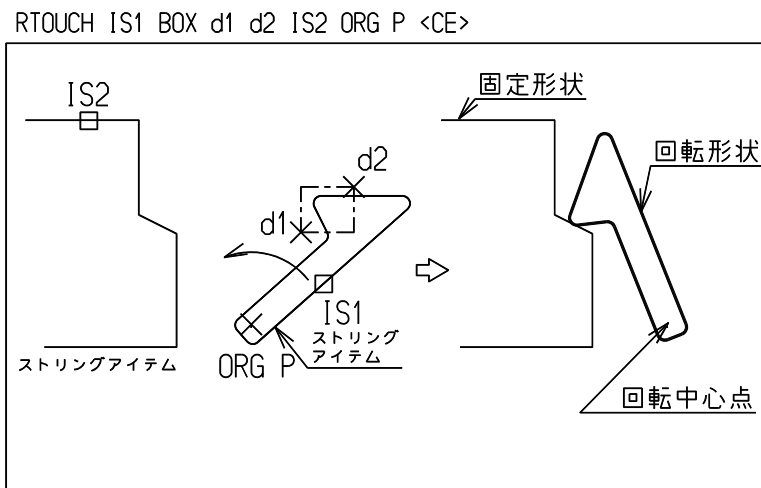 RTOUCH IS1 BOX d1 d2 IS2 ORG P <CE>
IS2
固定形状
回転形状
d2
d1
IS1
ストリング
アイテム
ストリングアイテム
ORG P
回転中心点